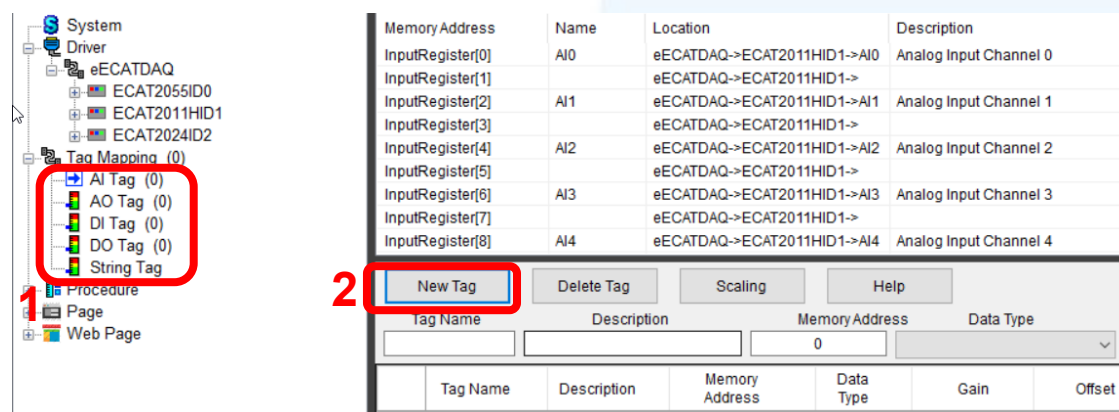 System
Driver
eECATDAQ
ECAT2055ID0
ECAT2011HID1
ECAT2024ID2
Tag Mapping (0)
AI Tag (0)
AO Tag (0)
DI Tag (0)
DO Tag (0)
String Tag
1
Procedure
Page
Web Page
Memory Address Name Location Description
InputRegister[0] AI0 eECATDAQ->ECAT2011HID1->AI0 Analog Input Channel 0
InputRegister[1] eECATDAQ->ECAT2011HID1->
InputRegister[2] AI1 eECATDAQ->ECAT2011HID1->AI1 Analog Input Channel 1
InputRegister[3] eECATDAQ->ECAT2011HID1->
InputRegister[4] AI2 eECATDAQ->ECAT2011HID1->AI2 Analog Input Channel 2
InputRegister[5] eECATDAQ->ECAT2011HID1->
InputRegister[6] AI3 eECATDAQ->ECAT2011HID1->AI3 Analog Input Channel 3
InputRegister[7] eECATDAQ->ECAT2011HID1->
InputRegister[8] AI4 eECATDAQ->ECAT2011HID1->AI4 Analog Input Channel 4
2 New Tag Delete Tag Scaling Help
Tag Name Description Memory Address Data Type
0
Tag Name Description Memory Address Data Type Gain Offset